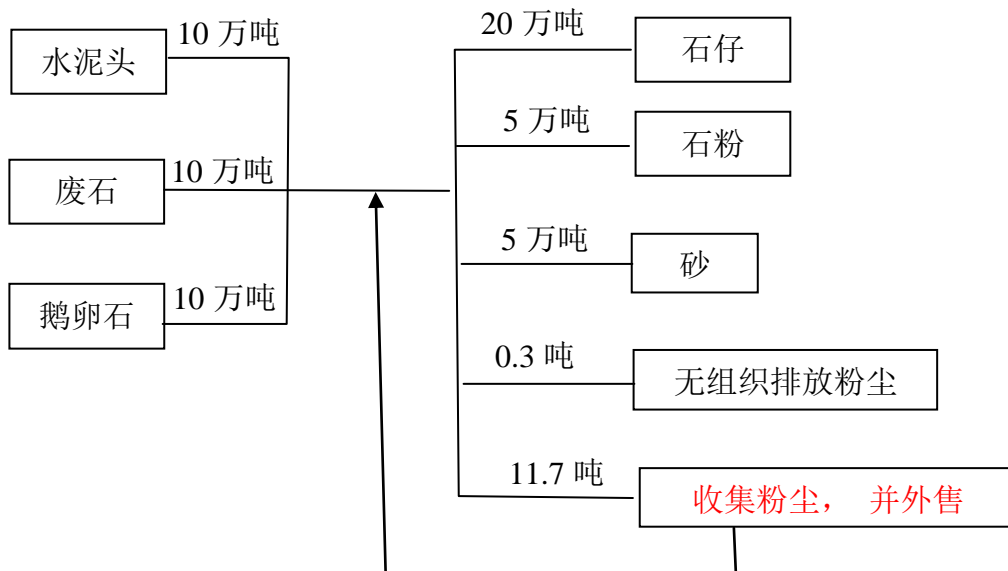 10 万吨
水泥头
10 万吨
废石
10 万吨
鹅卵石
20 万吨
石仔
5 万吨
石粉
5 万吨
砂
0.3 吨
无组织排放粉尘
11.7 吨
收集粉尘， 并外售